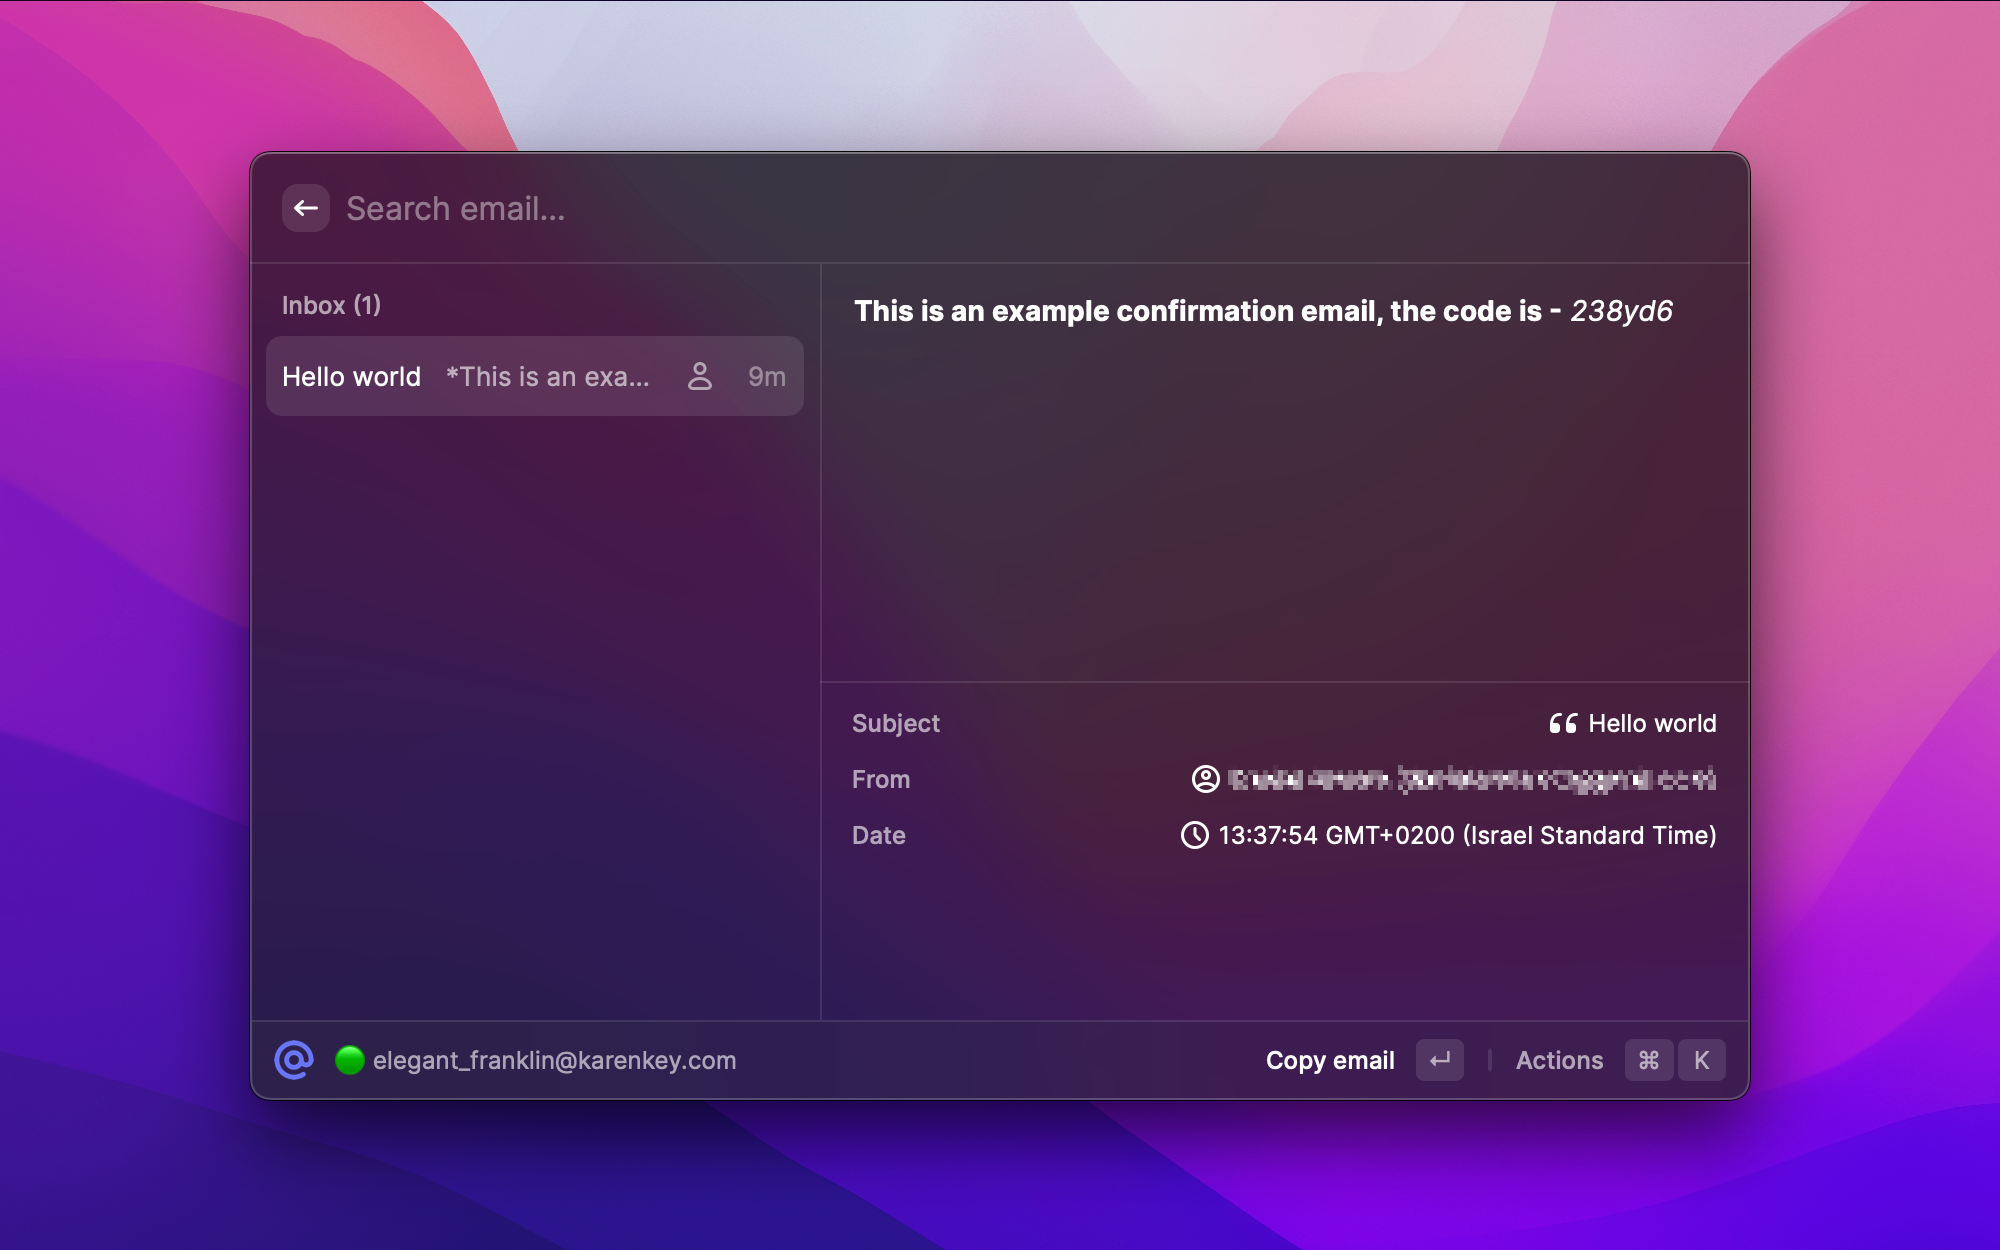 Search email...
Inbox (1)
Hello world *This is an exa... 9m
This is an example confirmation email, the code is - 238yd6
Subject Hello world
From
Date 13:37:54 GMT+0200 (Israel Standard Time)
elegant_franklin@karenkey.com
Copy email Actions ⌘ K